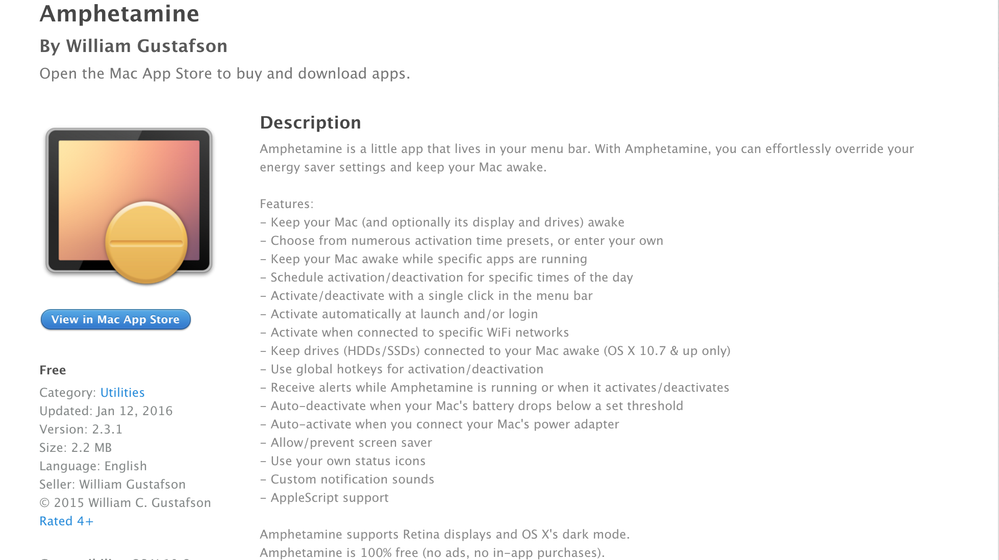 Amphetamine
By William Gustafson
Open the Mac App Store to buy and download apps.
View in Mac App Store
Free
Category: Utilities
Updated: Jan 12, 2016
Version: 2.3.1
Size: 2.2 MB
Language: English
Seller: William Gustafson
© 2015 William C. Gustafson
Rated 4+
Description
Amphetamine is a little app that lives in your menu bar. With Amphetamine, you can effortlessly override your
energy saver settings and keep your Mac awake.
Features:
- Keep your Mac (and optionally its display and drives) awake
- Choose from numerous activation time presets, or enter your own
- Keep your Mac awake while specific apps are running
- Schedule activation/deactivation for specific times of the day
- Activate/deactivate with a single click in the menu bar
- Activate automatically at launch and/or login
- Activate when connected to specific WiFi networks
- Keep drives (HDDs/SSDs) connected to your Mac awake (OS X 10.7 & up only)
- Use global hotkeys for activation/deactivation
- Receive alerts while Amphetamine is running or when it activates/deactivates
- Auto-deactivate when your Mac's battery drops below a set threshold
- Auto-activate when you connect your Mac's power adapter
- Allow/prevent screen saver
- Use your own status icons
- Custom notification sounds
- AppleScript support
Amphetamine supports Retina displays and OS X's dark mode.
Amphetamine is 100% free (no ads, no in-app purchases).